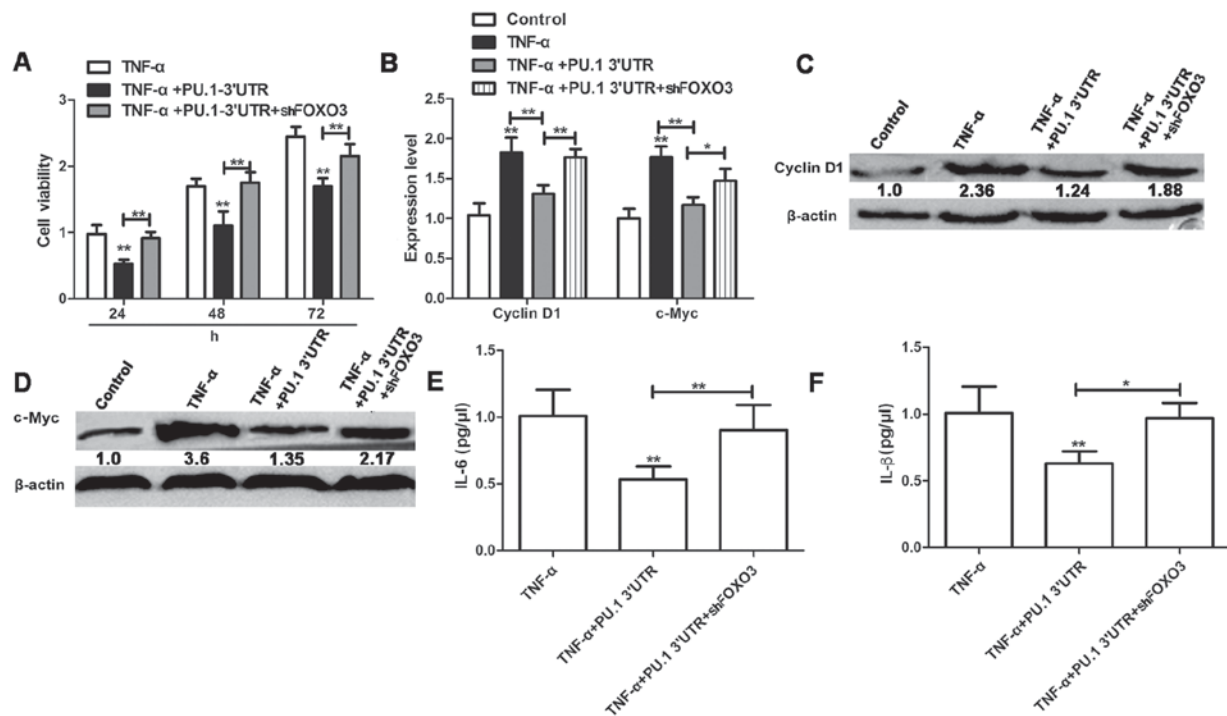 A
TNF-α
TNF-α +PU.1-3'UTR
TNF-α +PU.1-3'UTR+shFOXO3
Cell viability
3
2
1
0
**
**
**
**
**
**
24
48
72
h
B
Control
TNF-α
TNF-α +PU.1 3'UTR
TNF-α +PU.1 3'UTR+shFOXO3
Expression level
2.5
2.0
1.5
1.0
0.5
0.0
**
**
**
**
**
*
Cyclin D1
c-Myc
C
Control
TNF-α
TNF-α
+PU.1 3'UTR
TNF-α
+PU.1 3'UTR
+shFOXO3
Cyclin D1
1.0 2.36 1.24 1.88
β-actin
D
Control
TNF-α
TNF-α
+PU.1 3'UTR
TNF-α
+PU.1 3'UTR
+shFOXO3
c-Myc
1.0 3.6 1.35 2.17
β-actin
E
IL-6 (pg/µl)
1.5
1.0
0.5
0.0
**
**
TNF-α
TNF-α+PU.1 3'UTR
TNF-α+PU.1 3'UTR+shFOXO3
F
IL-β(pg/µl)
1.5
1.0
0.5
0.0
*
**
TNF-α
TNF-α+PU.1 3'UTR
TNF-α+PU.1 3'UTR+shFOXO3